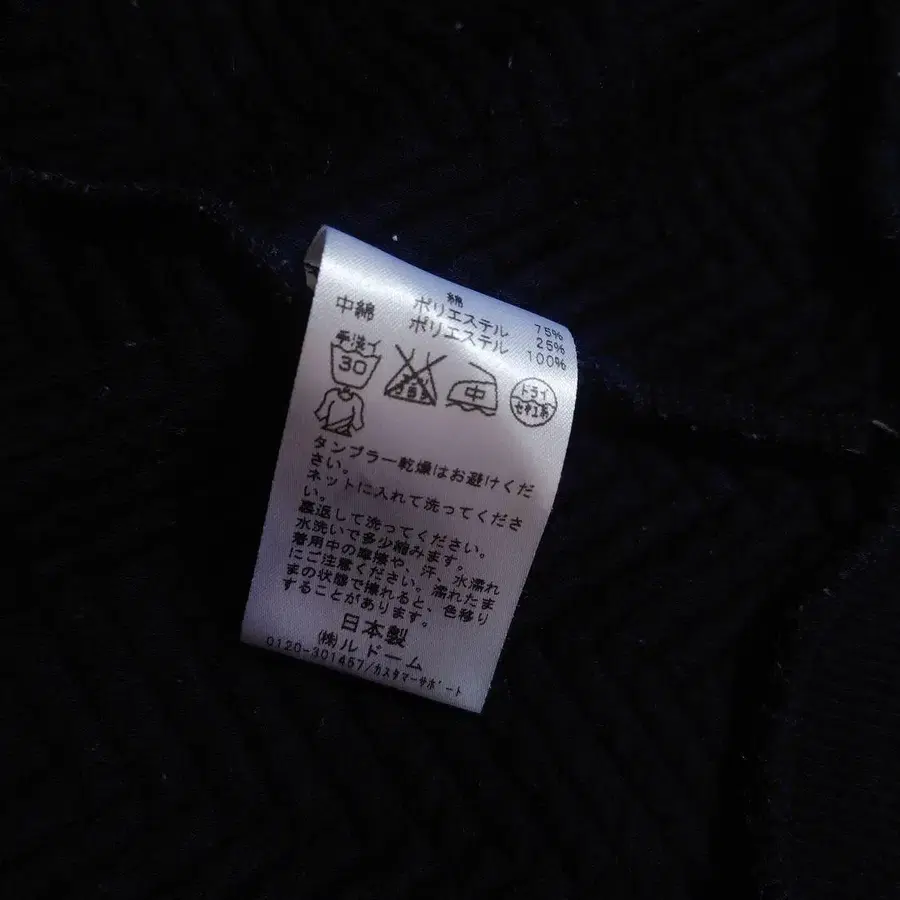 綿 75%
ポリエステル 25%
中綿 ポリエステル 100%
手洗イ
30
中
ドライ
セキユ系
タンブラー乾燥はお避けくだ
さい。
ネットに入れて洗ってくださ
い。
裏返して洗ってください。
水洗いで多少縮みます。
着用中の摩擦や、汗、水濡れ
にご注意ください。濡れたま
まの状態で擦れると、色移り
することがあります。
日本製
㈱ルドーム
0120-301457/カスタマーサポート